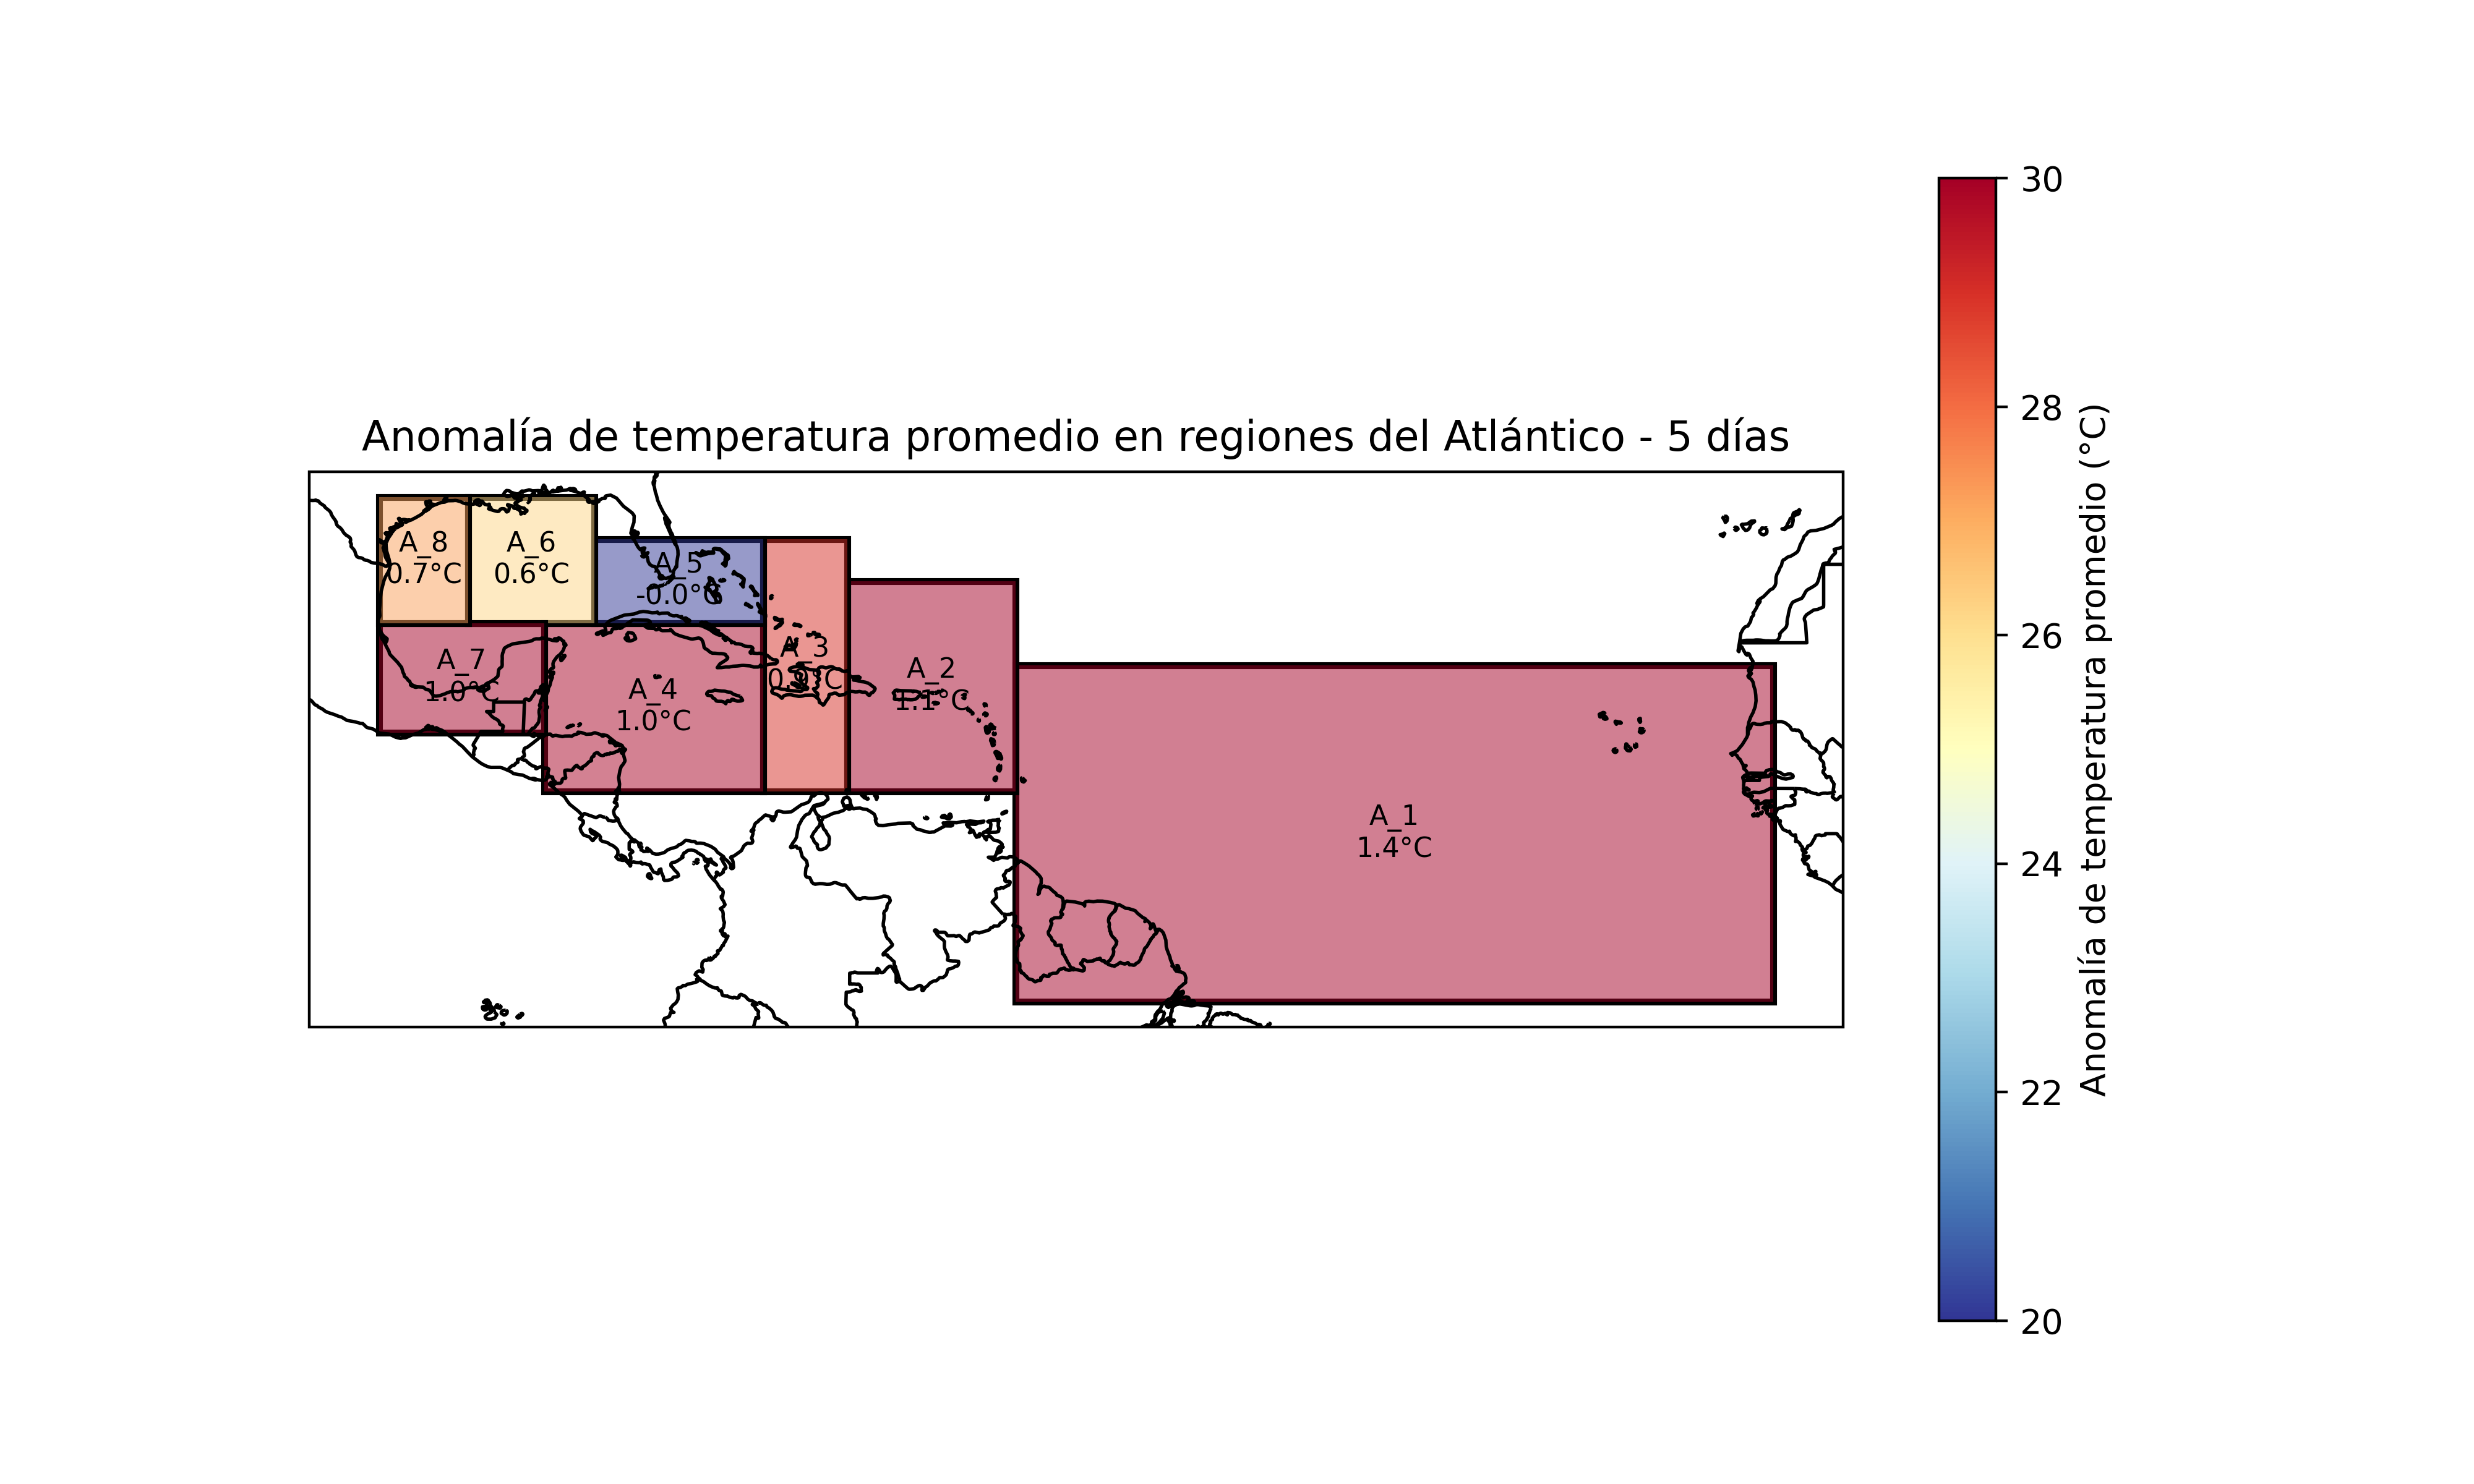 Anomalía de temperatura promedio en regiones del Atlántico - 5 días
A_8
0.7°C
A_6
0.6°C
A_5
-0.0°C
A_7
1.0°C
A_4
1.0°C
A_3
0.9°C
A_2
1.1°C
A_1
1.4°C
30
28
26
24
22
20
Anomalía de temperatura promedio (°C)